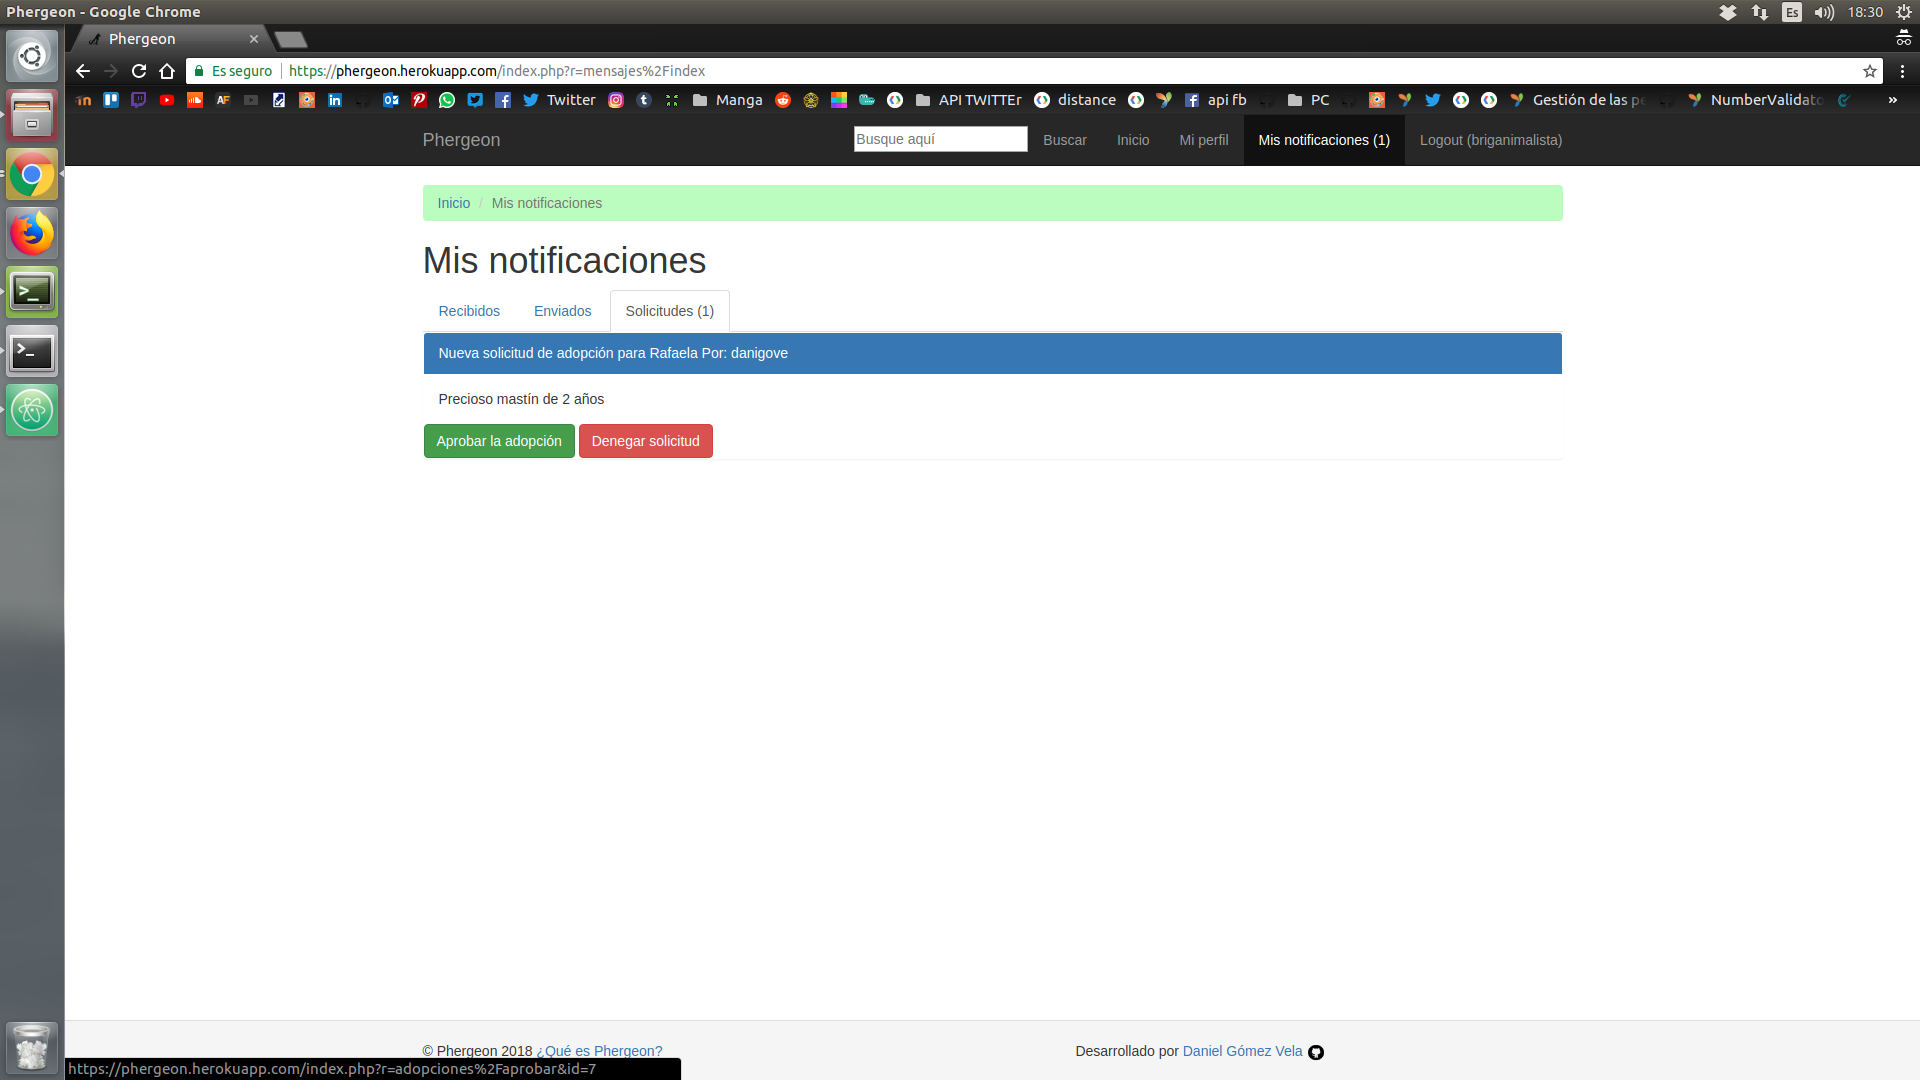 Phergeon - Google Chrome
Es
18:30
Phergeon
Es seguro
https://phergeon.herokuapp.com/index.php?r=mensajes%2Findex
Twitter
Manga
API TWITTEr
distance
api fb
PC
Gestión de las pe
NumberValidato
»
Phergeon
Busque aquí
Buscar
Inicio
Mi perfil
Mis notificaciones (1)
Logout (briganimalista)
Inicio / Mis notificaciones
Mis notificaciones
Recibidos
Enviados
Solicitudes (1)
Nueva solicitud de adopción para Rafaela Por: danigove
Precioso mastín de 2 años
Aprobar la adopción
Denegar solicitud
© Phergeon 2018 ¿Qué es Phergeon?
Desarrollado por Daniel Gómez Vela
https://phergeon.herokuapp.com/index.php?r=adopciones%2Faprobar&id=7